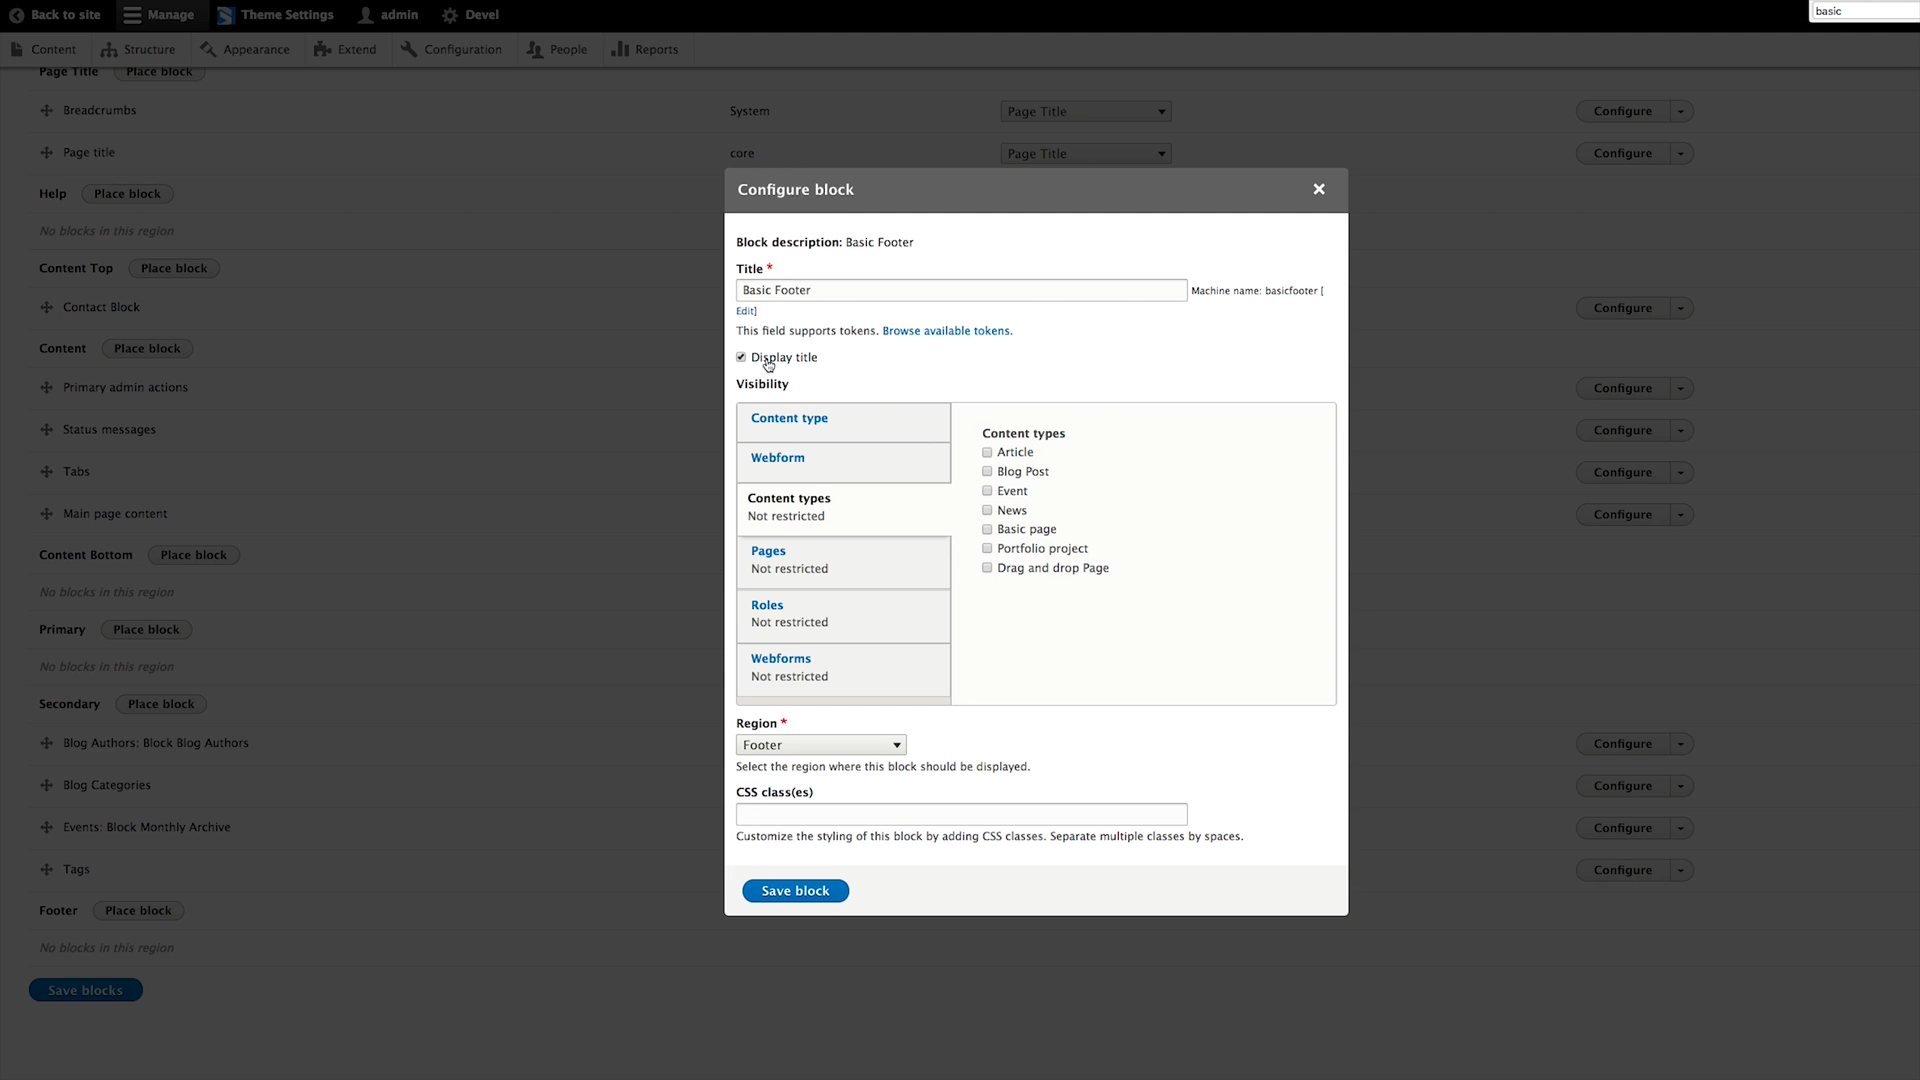 Back to site Manage Theme Settings admin Devel basic
Content Structure Appearance Extend Configuration People Reports
Page Title Place block
Breadcrumbs System Page Title Configure
Page title core Page Title Configure
Help Place block
No blocks in this region
Content Top Place block
Contact Block Configure
Content Place block
Primary admin actions Configure
Status messages Configure
Tabs Configure
Main page content Configure
Content Bottom Place block
No blocks in this region
Primary Place block
No blocks in this region
Secondary Place block
Blog Authors: Block Blog Authors Configure
Blog Categories Configure
Events: Block Monthly Archive Configure
Tags Configure
Footer Place block
No blocks in this region
Save blocks
Configure block
Block description: Basic Footer
Title *
Basic Footer Machine name: basicfooter [
Edit]
This field supports tokens. Browse available tokens.
Display title
Visibility
Content type
Webform
Content types
Not restricted
Pages
Not restricted
Roles
Not restricted
Webforms
Not restricted
Content types
Article
Blog Post
Event
News
Basic page
Portfolio project
Drag and drop Page
Region *
Footer
Select the region where this block should be displayed.
CSS class(es)
Customize the styling of this block by adding CSS classes. Separate multiple classes by spaces.
Save block